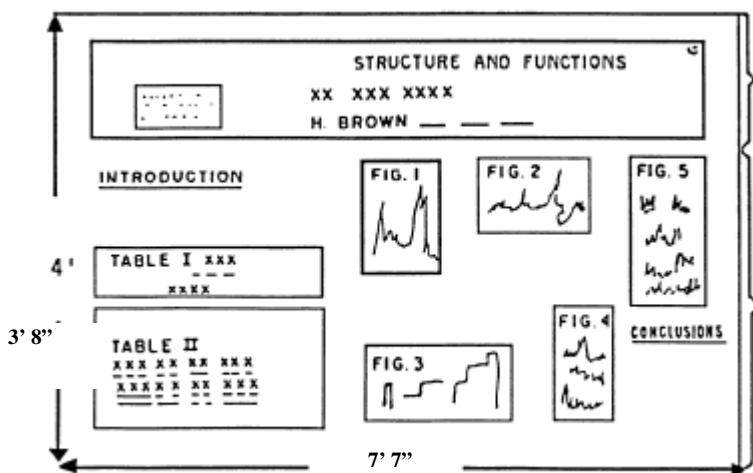 STRUCTURE AND FUNCTIONS
XX XXX XXXX
H. BROWN
INTRODUCTION
FIG. 1
FIG. 2
FIG. 5
4'
TABLE I XXX
XXXX
3' 8"
TABLE II
XXX XX XX XXX
XXXX XX XX XXX
FIG. 3
FIG. 4
CONCLUSIONS
7' 7"